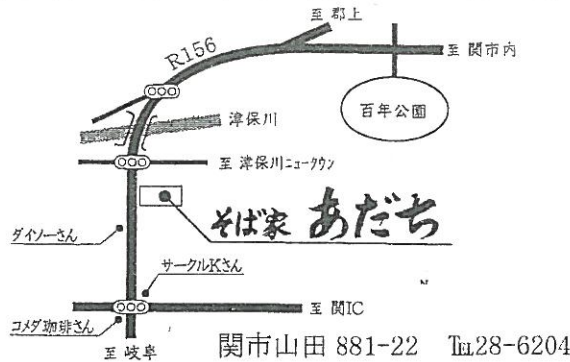 至 郡上
R156
至 関市内
百年公園
津保川
至 津保川ニュータウン
そば家 あだち
ダイソーさん
サークルKさん
至 関IC
コメダ珈琲さん
至 岐阜
関市山田 881-22 ℡28-6204